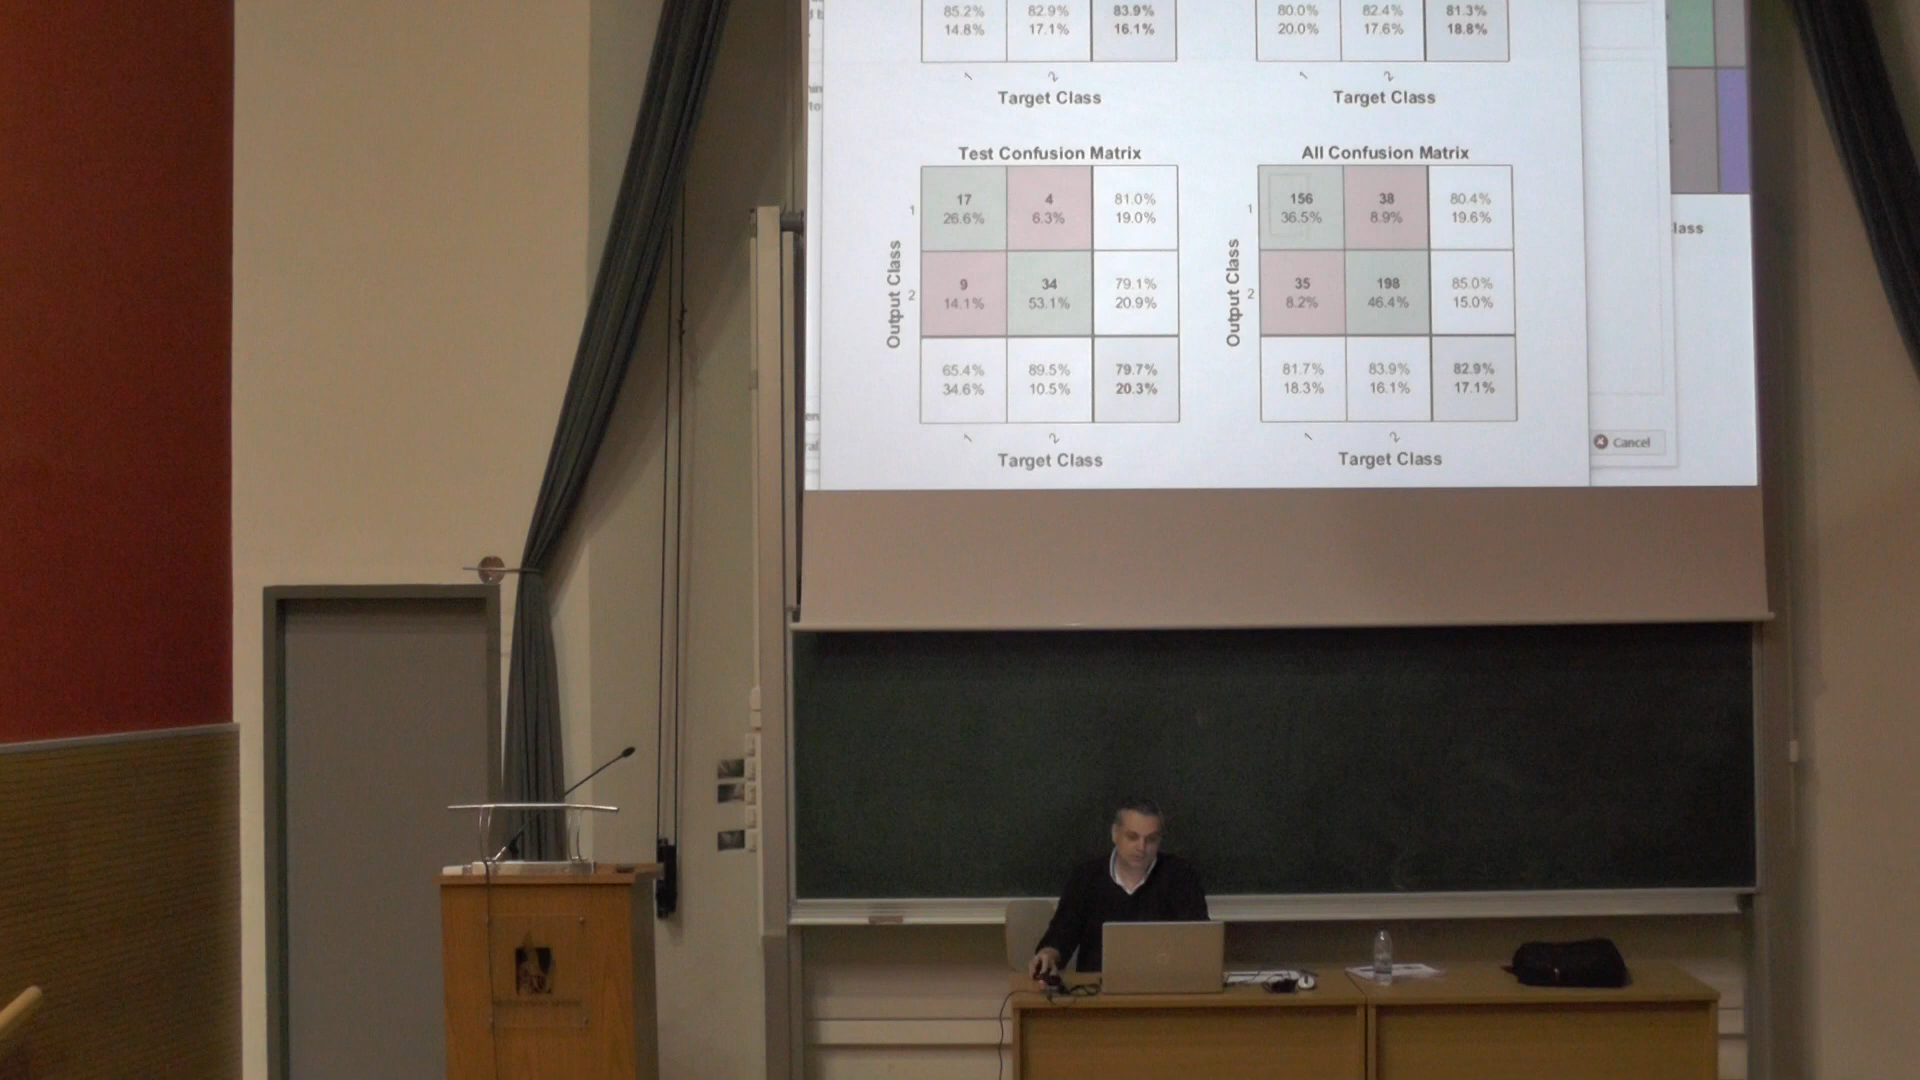 85.2% 82.9% 83.9%
14.8% 17.1% 16.1%
1 2
Target Class
80.0% 82.4% 81.3%
20.0% 17.6% 18.8%
1 2
Target Class
Test Confusion Matrix
Output Class
1
17 4 81.0%
26.6% 6.3% 19.0%
2
9 34 79.1%
14.1% 53.1% 20.9%
65.4% 89.5% 79.7%
34.6% 10.5% 20.3%
1 2
Target Class
All Confusion Matrix
Output Class
1
156 38 80.4%
36.5% 8.9% 19.6%
2
35 198 85.0%
8.2% 46.4% 15.0%
81.7% 83.9% 82.9%
18.3% 16.1% 17.1%
1 2
Target Class
lass
Cancel